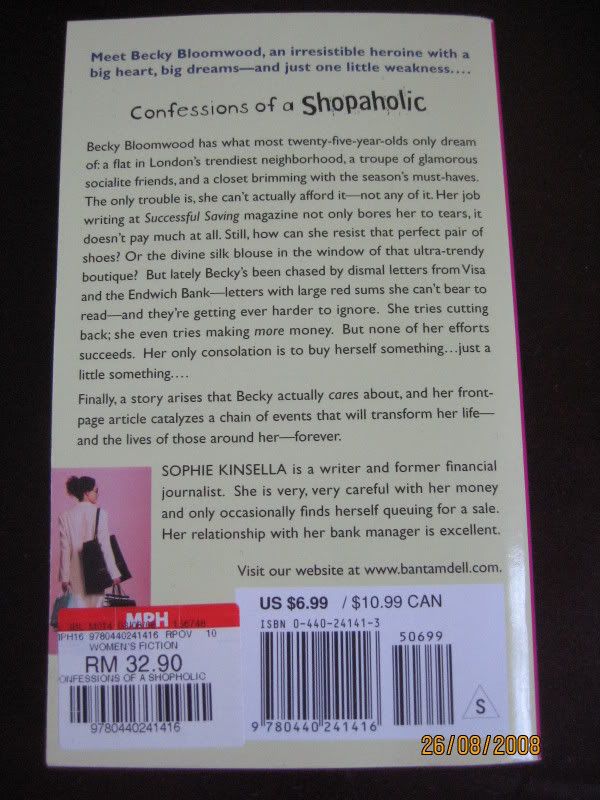 Meet Becky Bloomwood, an irresistible heroine with a
big heart, big dreams—and just one little weakness....
Confessions of a Shopaholic
Becky Bloomwood has what most twenty-five-year-olds only dream
of: a flat in London's trendiest neighborhood, a troupe of glamorous
socialite friends, and a closet brimming with the season's must-haves.
The only trouble is, she can't actually afford it—not any of it. Her job
writing at Successful Saving magazine not only bores her to tears, it
doesn't pay much at all. Still, how can she resist that perfect pair of
shoes? Or the divine silk blouse in the window of that ultra-trendy
boutique? But lately Becky's been chased by dismal letters from Visa
and the Endwich Bank—letters with large red sums she can't bear to
read—and they're getting ever harder to ignore. She tries cutting
back; she even tries making more money. But none of her efforts
succeeds. Her only consolation is to buy herself something...just a
little something....
Finally, a story arises that Becky actually cares about, and her front-
page article catalyzes a chain of events that will transform her life—
and the lives of those around her—forever.
SOPHIE KINSELLA is a writer and former financial
journalist. She is very, very careful with her money
and only occasionally finds herself queuing for a sale.
Her relationship with her bank manager is excellent.
Visit our website at www.bantamdell.com.
US $6.99 / $10.99 CAN
ISBN 0-440-24141-3
50699
9 780440 241416
S
MPH
9780440241416 RPOV 10
WOMEN'S FICTION
RM 32.90
ONFESSIONS OF A SHOPHOLIC
9780440241416
26/08/2008